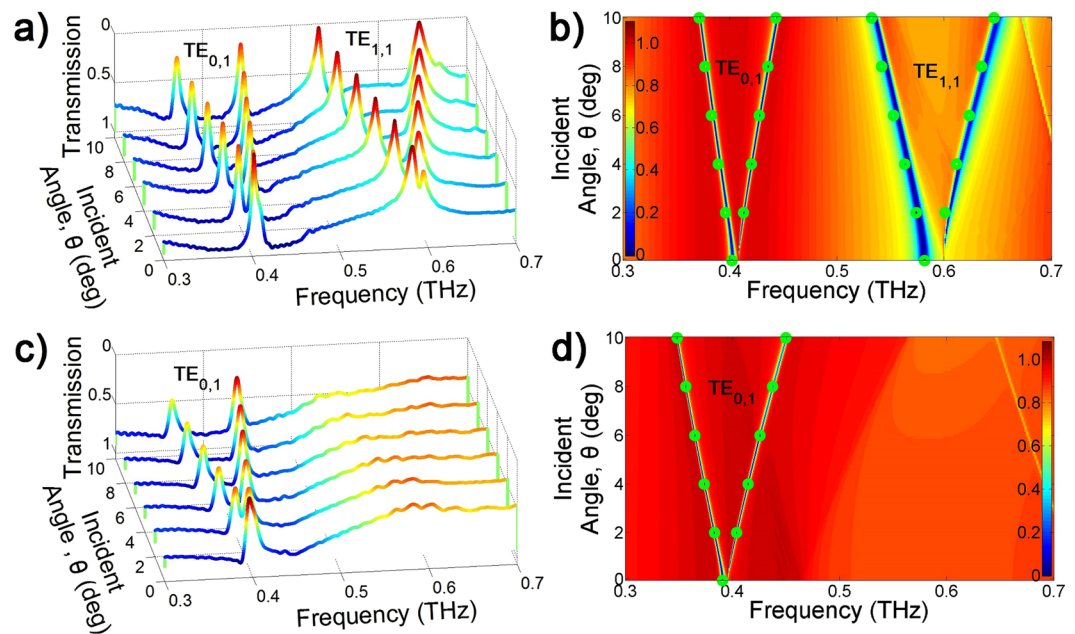 a)
TE0,1
TE1,1
Transmission
0
0.5
1
10
8
6
4
2
0
Incident
Angle, θ (deg)
0.3
0.4
0.5
0.6
0.7
Frequency (THz)
b)
Incident
Angle, θ (deg)
10
8
6
4
2
0
1.0
0.8
0.6
0.4
0.2
0
TE0,1
TE1,1
0.3
0.4
0.5
0.6
0.7
Frequency (THz)
c)
TE0,1
Transmission
0
0.5
1
10
8
6
4
2
0
Incident
Angle , θ (deg)
0.3
0.4
0.5
0.6
0.7
Frequency (THz)
d)
Incident
Angle, θ (deg)
10
8
6
4
2
0
TE0,1
1.0
0.8
0.6
0.4
0.2
0
0.3
0.4
0.5
0.6
0.7
Frequency (THz)